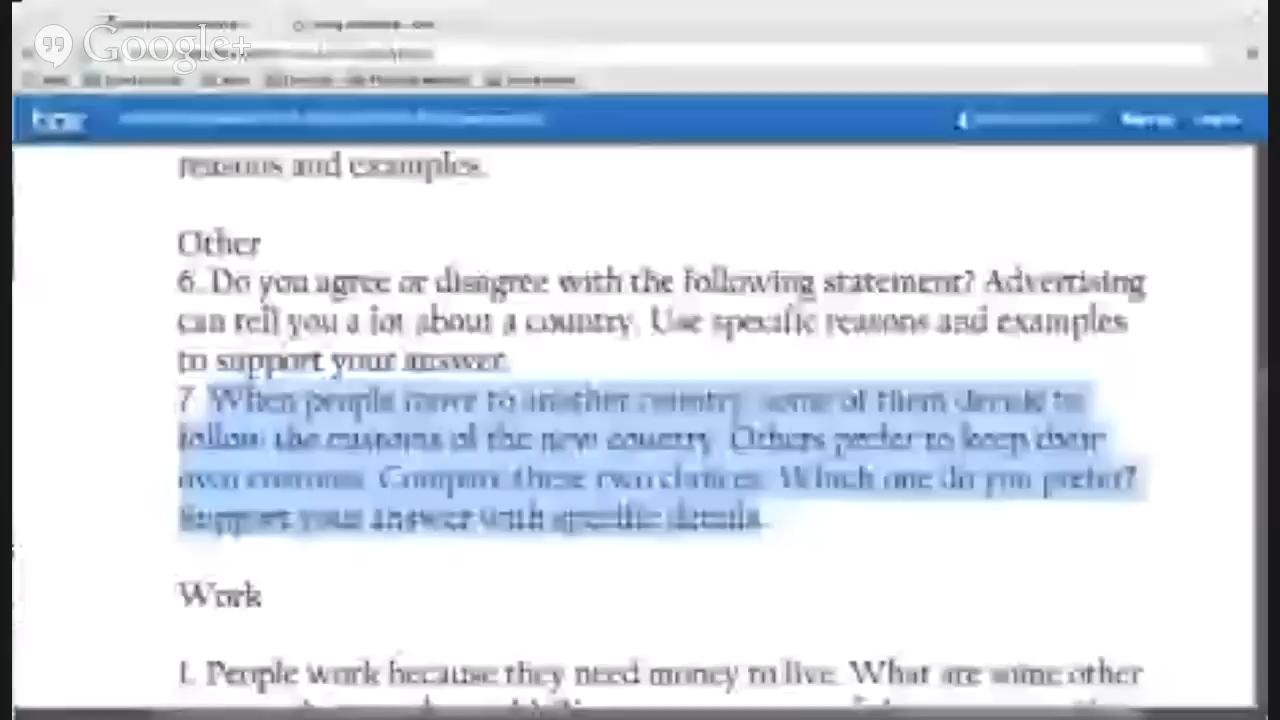 Google+
reasons and examples.
Other
6. Do you agree or disagree with the following statement? Advertising
can tell you a lot about a country. Use specific reasons and examples
to support your answer.
7. When people move to another country, some of them decide to
follow the customs of the new country. Others prefer to keep their
own customs. Compare these two choices. Which one do you prefer?
Support your answer with specific details.
Work
1. People work because they need money to live. What are some other